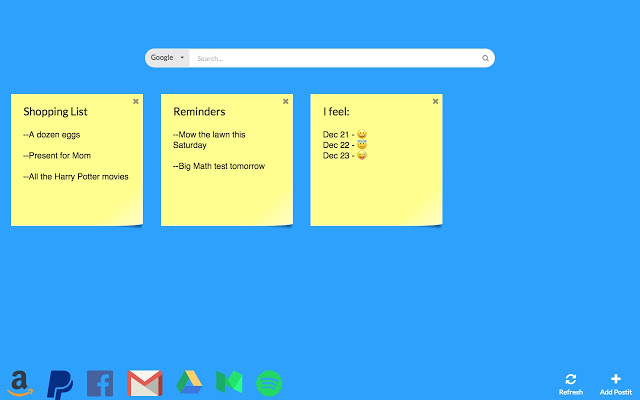 Google
Search...
Shopping List
--A dozen eggs
--Present for Mom
--All the Harry Potter movies
Reminders
--Mow the lawn this
Saturday
--Big Math test tomorrow
I feel:
Dec 21 - 😀
Dec 22 - 😇
Dec 23 - 😝
Refresh
Add Postit